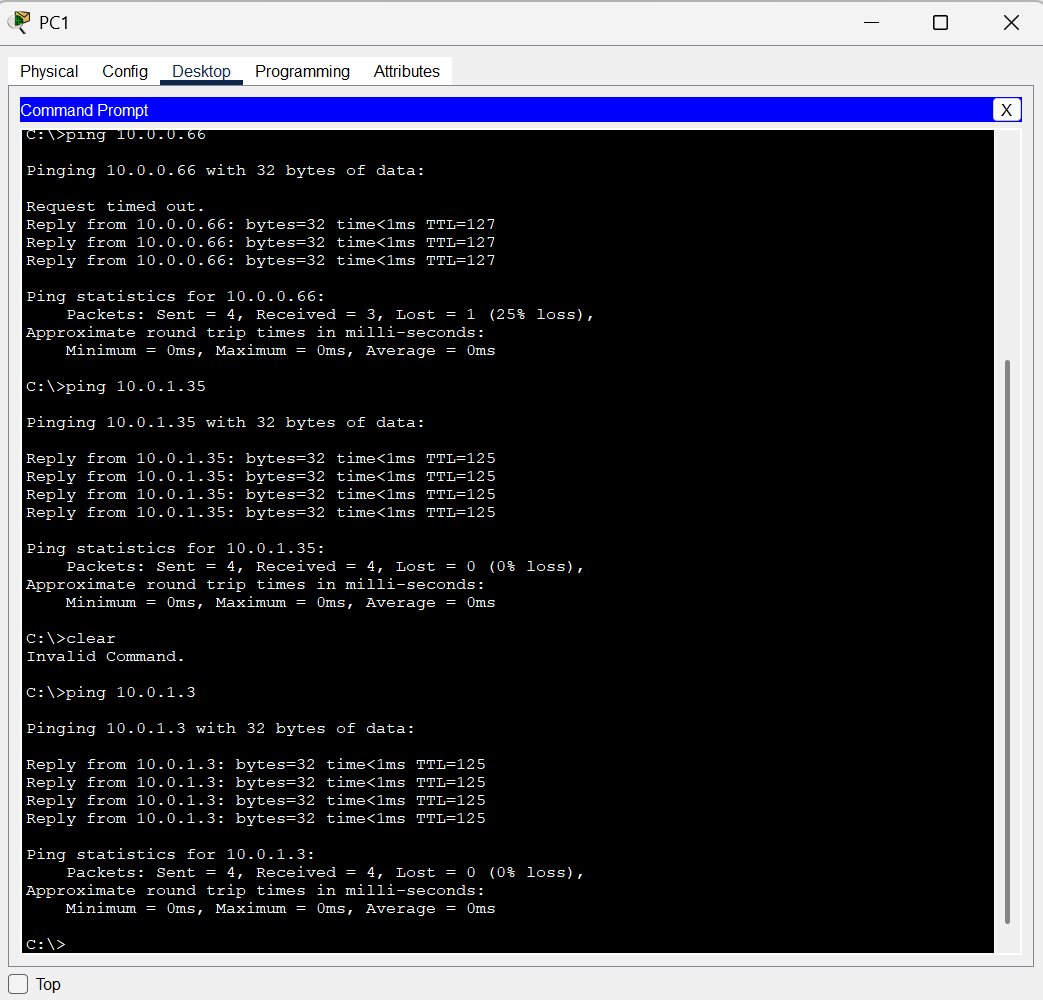 PC1
Physical Config Desktop Programming Attributes
Command Prompt X
C:\>ping 10.0.0.66
Pinging 10.0.0.66 with 32 bytes of data:
Request timed out.
Reply from 10.0.0.66: bytes=32 time<1ms TTL=127
Reply from 10.0.0.66: bytes=32 time<1ms TTL=127
Reply from 10.0.0.66: bytes=32 time<1ms TTL=127
Ping statistics for 10.0.0.66:
Packets: Sent = 4, Received = 3, Lost = 1 (25% loss),
Approximate round trip times in milli-seconds:
Minimum = 0ms, Maximum = 0ms, Average = 0ms
C:\>ping 10.0.1.35
Pinging 10.0.1.35 with 32 bytes of data:
Reply from 10.0.1.35: bytes=32 time<1ms TTL=125
Reply from 10.0.1.35: bytes=32 time<1ms TTL=125
Reply from 10.0.1.35: bytes=32 time<1ms TTL=125
Reply from 10.0.1.35: bytes=32 time<1ms TTL=125
Ping statistics for 10.0.1.35:
Packets: Sent = 4, Received = 4, Lost = 0 (0% loss),
Approximate round trip times in milli-seconds:
Minimum = 0ms, Maximum = 0ms, Average = 0ms
C:\>clear
Invalid Command.
C:\>ping 10.0.1.3
Pinging 10.0.1.3 with 32 bytes of data:
Reply from 10.0.1.3: bytes=32 time<1ms TTL=125
Reply from 10.0.1.3: bytes=32 time<1ms TTL=125
Reply from 10.0.1.3: bytes=32 time<1ms TTL=125
Reply from 10.0.1.3: bytes=32 time<1ms TTL=125
Ping statistics for 10.0.1.3:
Packets: Sent = 4, Received = 4, Lost = 0 (0% loss),
Approximate round trip times in milli-seconds:
Minimum = 0ms, Maximum = 0ms, Average = 0ms
C:\>
Top